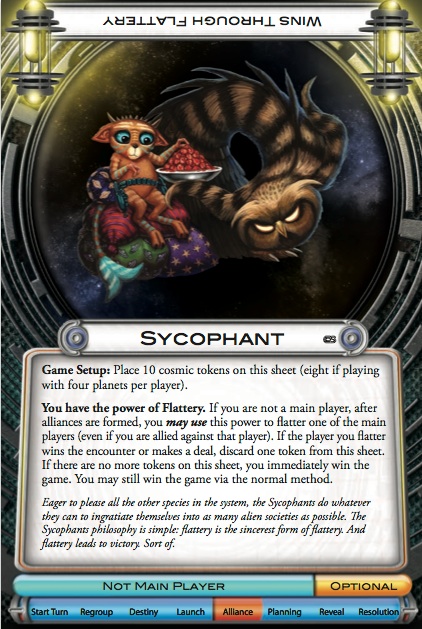 WINS THROUGH FLATTERY
SYCOPHANT
Game Setup: Place 10 cosmic tokens on this sheet (eight if playing
with four planets per player).
You have the power of Flattery. If you are not a main player, after
alliances are formed, you may use this power to flatter one of the main
players (even if you are allied against that player). If the player you flatter
wins the encounter or makes a deal, discard one token from this sheet.
If there are no more tokens on this sheet, you immediately win the
game. You may still win the game via the normal method.
Eager to please all the other species in the system, the Sycophants do whatever
they can to ingratiate themselves into as many alien societies as possible. The
Sycophants philosophy is simple: flattery is the sincerest form of flattery. And
flattery leads to victory. Sort of.
NOT MAIN PLAYER
OPTIONAL
Start Turn
Regroup
Destiny
Launch
Alliance
Planning
Reveal
Resolution